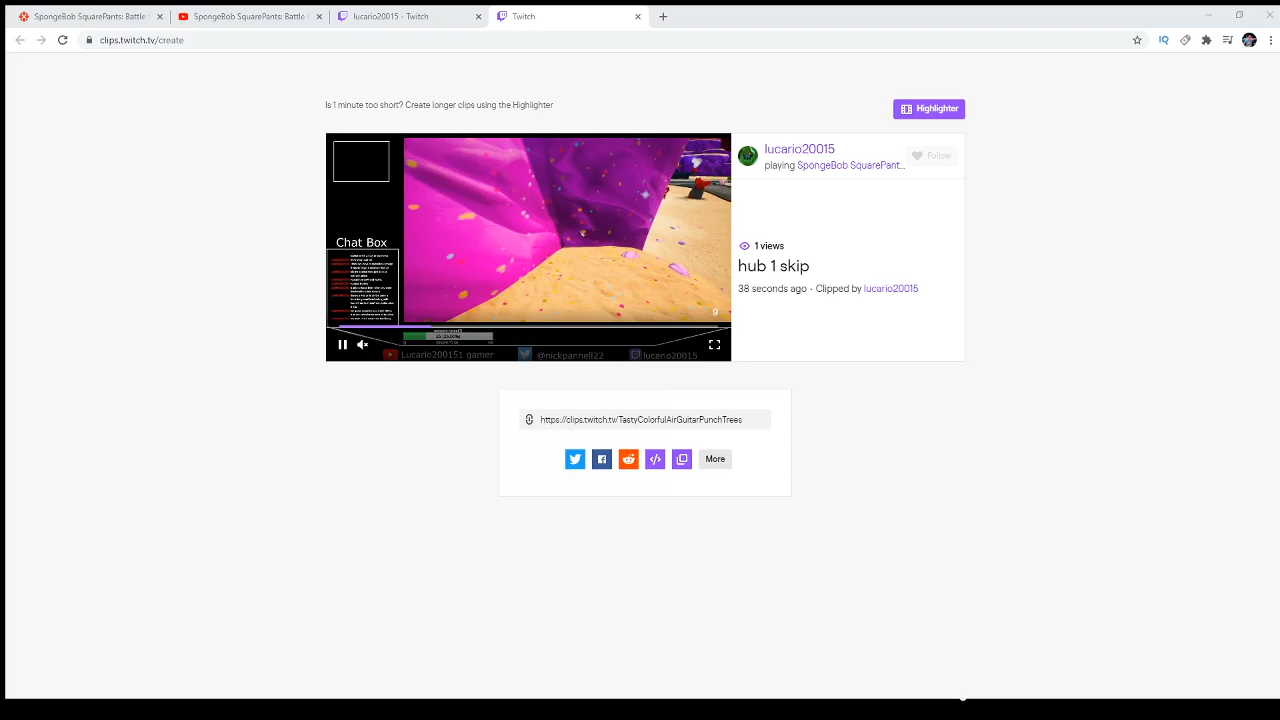 SpongeBob SquarePants: Battle f
SpongeBob SquarePants: Battle f
lucario20015 - Twitch
Twitch
clips.twitch.tv/create
IQ
Is 1 minute too short? Create longer clips using the Highlighter
Highlighter
lucario20015
Follow
playing SpongeBob SquarePant...
Chat Box
1 views
hub 1 skip
38 seconds ago - Clipped by lucario20015
9
Lucario200151 gamer
@nickpannell22
lucario20015
https://clips.twitch.tv/TastyColorfulAirGuitarPunchTrees
More